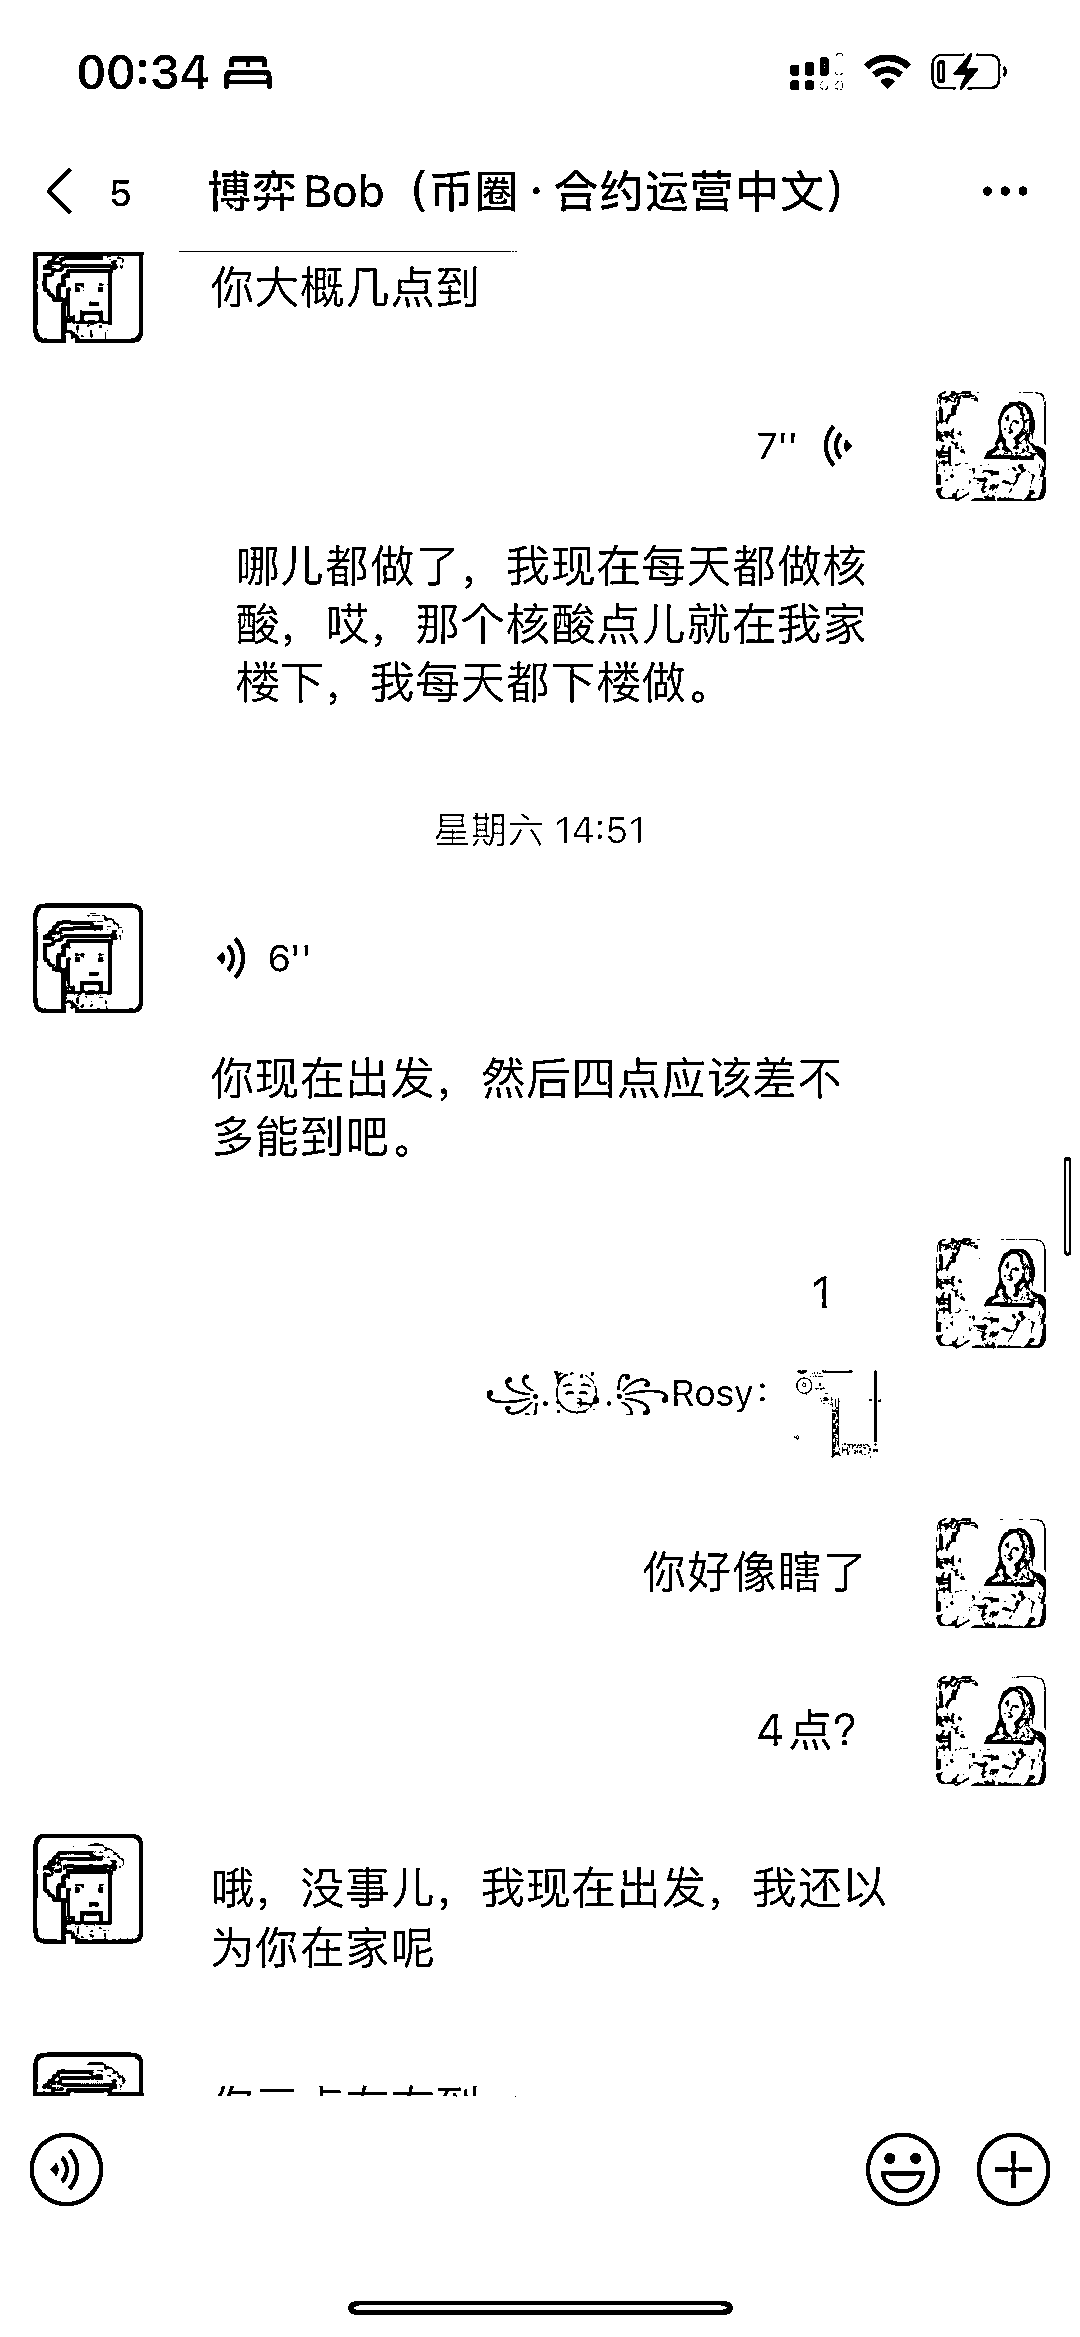 00:34
5 博弈Bob（币圈·合约运营中文）
你大概几点到
7''
哪儿都做了，我现在每天都做核
酸，哎，那个核酸点儿就在我家
楼下，我每天都下楼做。
星期六 14:51
6''
你现在出发，然后四点应该差不
多能到吧。
1
Rosy：
你好像瞎了
4点？
哦，没事儿，我现在出发，我还以
为你在家呢